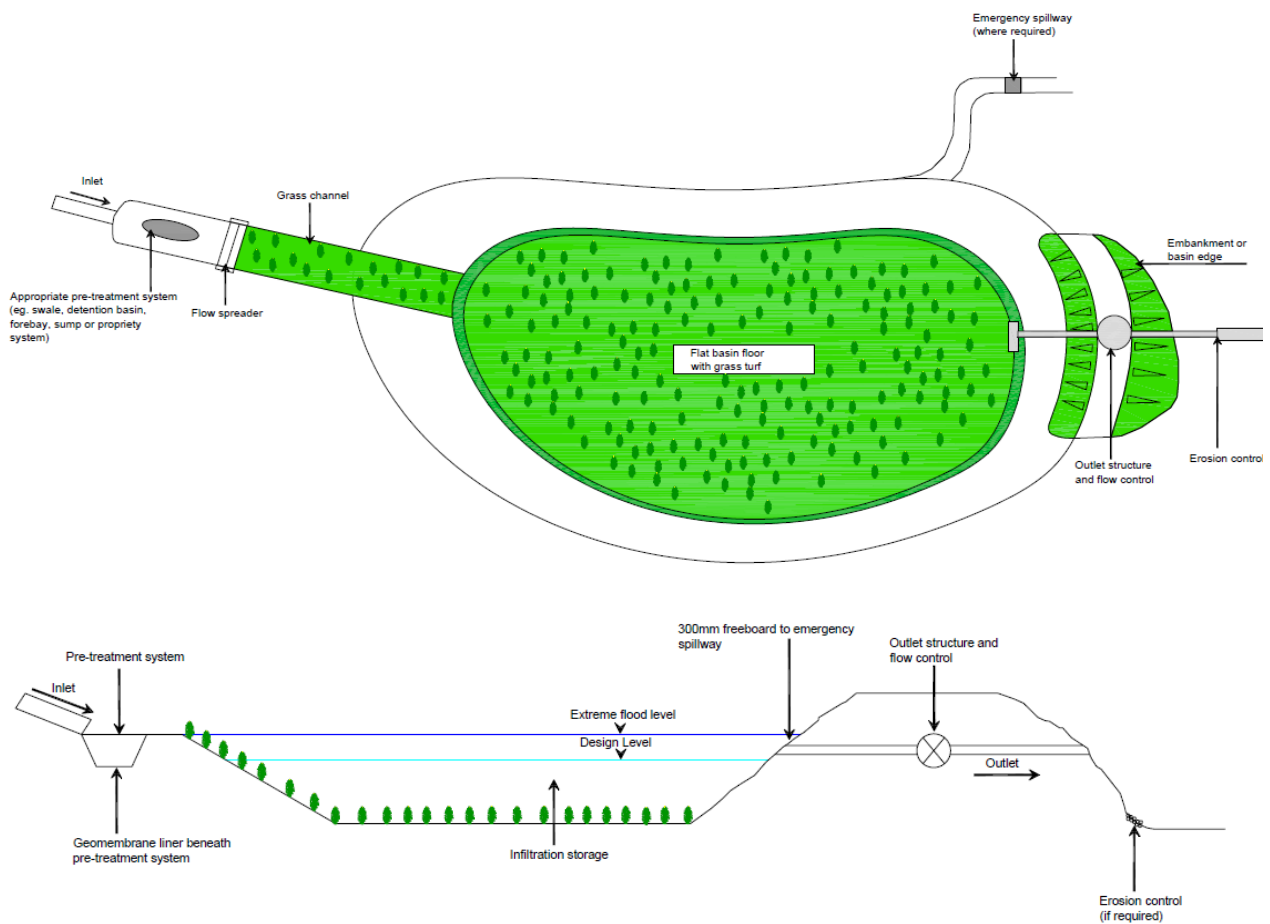 Emergency spillway
(where required)
Inlet
Grass channel
Embankment or
basin edge
Appropriate pre-treatment system
(eg. swale, detention basin,
forebay, sump or propriety
system)
Flow spreader
Flat basin floor
with grass turf
Outlet structure
and flow control
Erosion control
300mm freeboard to emergency
spillway
Outlet structure and
flow control
Pre-treatment system
Inlet
Extreme flood level
Design Level
Outlet
Geomembrane liner beneath
pre-treatment system
Infiltration storage
Erosion control
(if required)